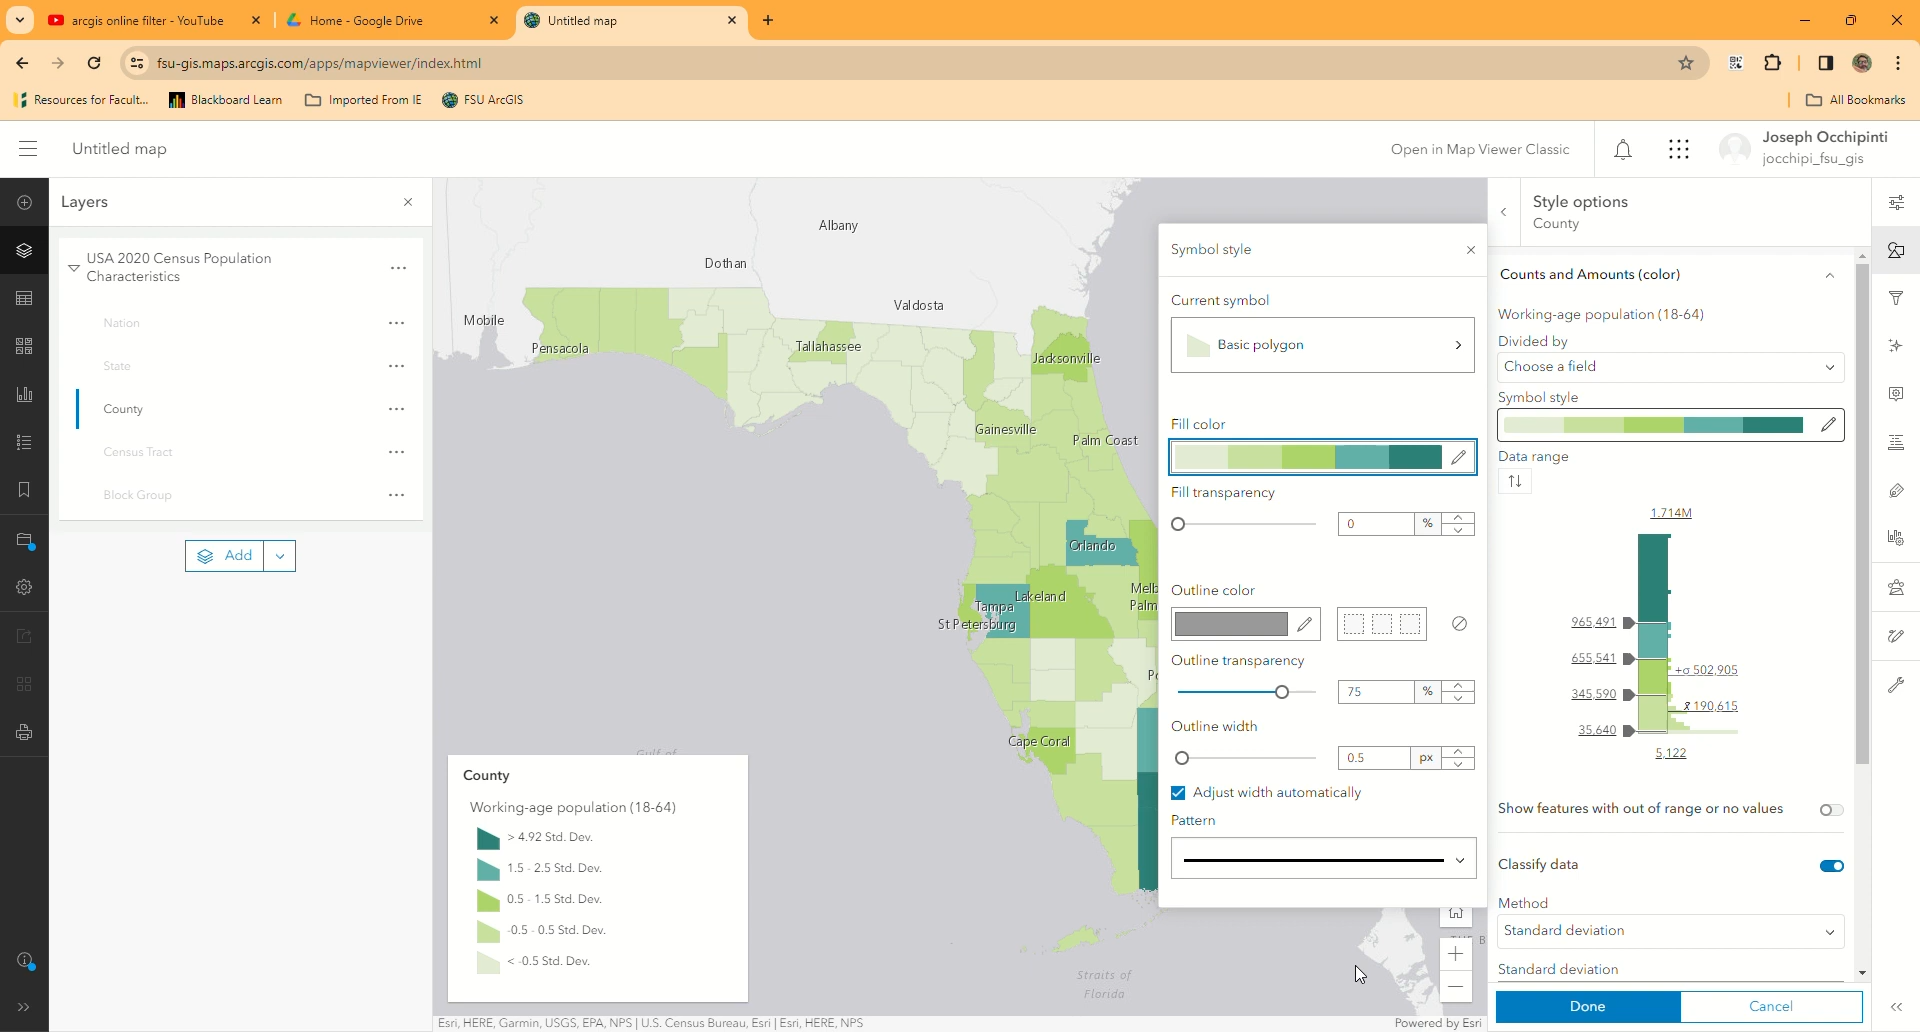 arcgis online filter - YouTube
Home - Google Drive
Untitled map
fsu-gis.maps.arcgis.com/apps/mapviewer/index.html
Resources for Facult...
Blackboard Learn
Imported From IE
FSU ArcGIS
All Bookmarks
Untitled map
Open in Map Viewer Classic
Joseph Occhipinti
jocchipi_fsu_gis
Layers
USA 2020 Census Population
Characteristics
Nation
State
County
Census Tract
Block Group
Add
Albany
Dothan
Valdosta
Mobile
Pensacola
Tallahassee
Jacksonville
Gainesville
Palm Coast
Orlando
Melb
Palm
Lakeland
Tampa
St Petersburg
Cape Coral
Gulf of
Straits of
Florida
County
Working-age population (18-64)
> 4.92 Std. Dev.
1.5 - 2.5 Std. Dev.
0.5 - 1.5 Std. Dev.
-0.5 - 0.5 Std. Dev.
< -0.5 Std. Dev.
Esri, HERE, Garmin, USGS, EPA, NPS | U.S. Census Bureau, Esri | Esri, HERE, NPS
Powered by Esri
Symbol style
Current symbol
Basic polygon
Fill color
Fill transparency
0 %
Outline color
Outline transparency
75 %
Outline width
0.5 px
Adjust width automatically
Pattern
Style options
County
Counts and Amounts (color)
Working-age population (18-64)
Divided by
Choose a field
Symbol style
Data range
1.714M
965,491
655,541
+σ 502,905
345,590
x̄ 190,615
35,640
5,122
Show features with out of range or no values
Classify data
Method
Standard deviation
Standard deviation
Done
Cancel